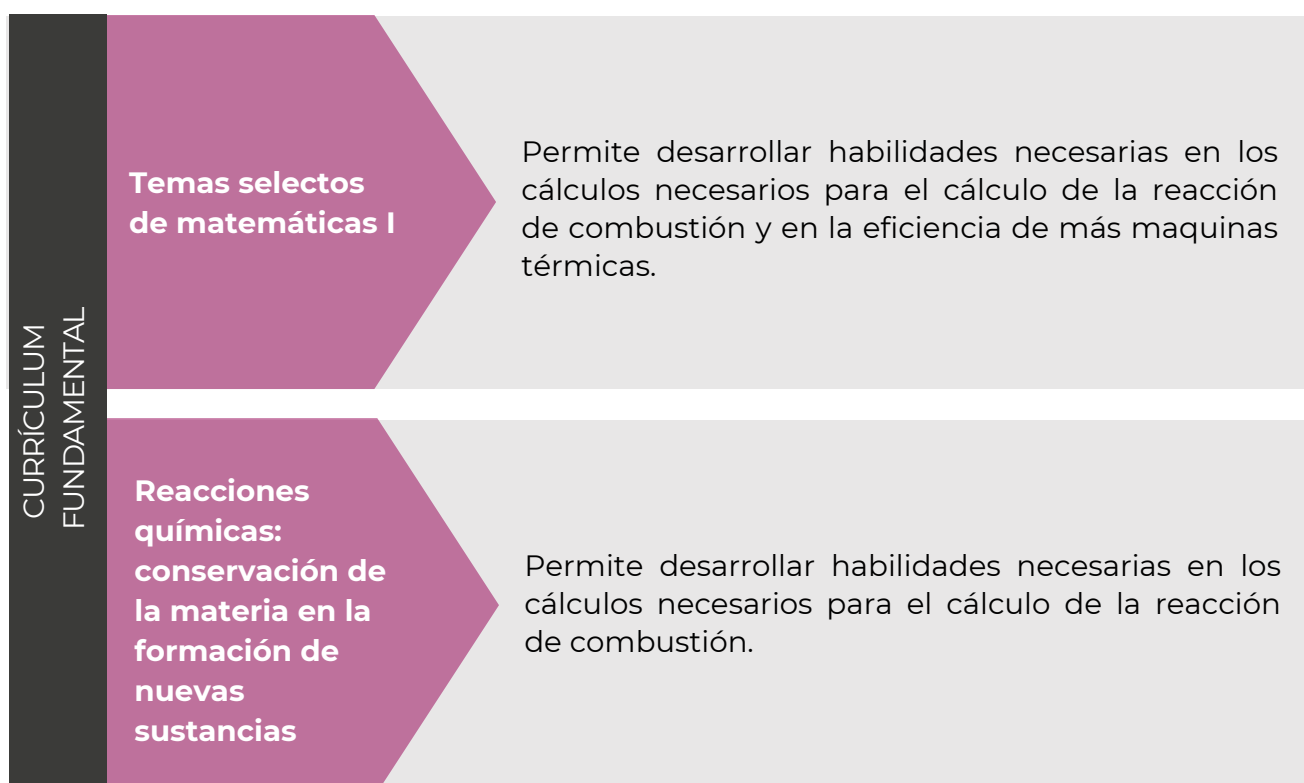 CURRÍCULUM
FUNDAMENTAL
Temas selectos
de matemáticas I
Permite desarrollar habilidades necesarias en los
cálculos necesarios para el cálculo de la reacción
de combustión y en la eficiencia de más maquinas
térmicas.
Reacciones
químicas:
conservación de
la materia en la
formación de
nuevas
sustancias
Permite desarrollar habilidades necesarias en los
cálculos necesarios para el cálculo de la reacción
de combustión.